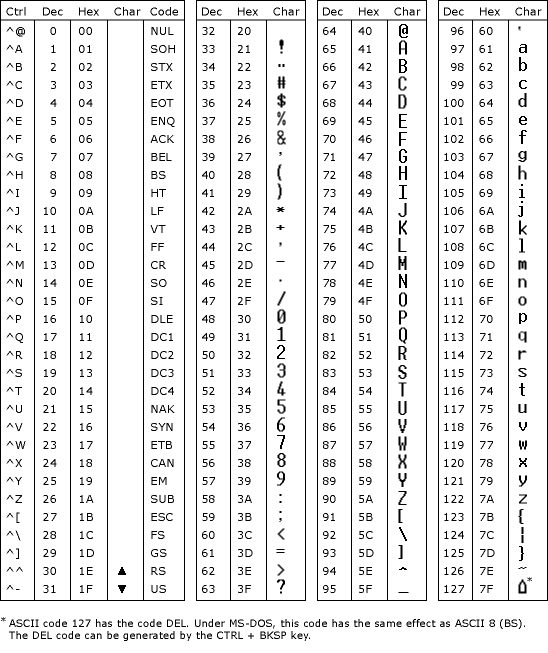 Ctrl Dec Hex Char Code Dec Hex Char Dec Hex Char Dec Hex Char
^@ 0 00 NUL 32 20 64 40 @ 96 60 '
^A 1 01 SOH 33 21 ! 65 41 A 97 61 a
^B 2 02 STX 34 22 " 66 42 B 98 62 b
^C 3 03 ETX 35 23 # 67 43 C 99 63 c
^D 4 04 EOT 36 24 $ 68 44 D 100 64 d
^E 5 05 ENQ 37 25 % 69 45 E 101 65 e
^F 6 06 ACK 38 26 & 70 46 F 102 66 f
^G 7 07 BEL 39 27 ' 71 47 G 103 67 g
^H 8 08 BS 40 28 ( 72 48 H 104 68 h
^I 9 09 HT 41 29 ) 73 49 I 105 69 i
^J 10 0A LF 42 2A * 74 4A J 106 6A j
^K 11 0B VT 43 2B + 75 4B K 107 6B k
^L 12 0C FF 44 2C , 76 4C L 108 6C l
^M 13 0D CR 45 2D - 77 4D M 109 6D m
^N 14 0E SO 46 2E . 78 4E N 110 6E n
^O 15 0F SI 47 2F / 79 4F O 111 6F o
^P 16 10 DLE 48 30 0 80 50 P 112 70 p
^Q 17 11 DC1 49 31 1 81 51 Q 113 71 q
^R 18 12 DC2 50 32 2 82 52 R 114 72 r
^S 19 13 DC3 51 33 3 83 53 S 115 73 s
^T 20 14 DC4 52 34 4 84 54 T 116 74 t
^U 21 15 NAK 53 35 5 85 55 U 117 75 u
^V 22 16 SYN 54 36 6 86 56 V 118 76 v
^W 23 17 ETB 55 37 7 87 57 W 119 77 w
^X 24 18 CAN 56 38 8 88 58 X 120 78 x
^Y 25 19 EM 57 39 9 89 59 Y 121 79 y
^Z 26 1A SUB 58 3A : 90 5A Z 122 7A z
^[ 27 1B ESC 59 3B ; 91 5B [ 123 7B {
^\ 28 1C FS 60 3C < 92 5C \ 124 7C ¦
^] 29 1D GS 61 3D = 93 5D ] 125 7D }
^^ 30 1E ▲ RS 62 3E > 94 5E ^ 126 7E ~
^- 31 1F ▼ US 63 3F ? 95 5F _ 127 7F ⌂*
* ASCII code 127 has the code DEL. Under MS-DOS, this code has the same effect as ASCII 8 (BS).
The DEL code can be generated by the CTRL + BKSP key.